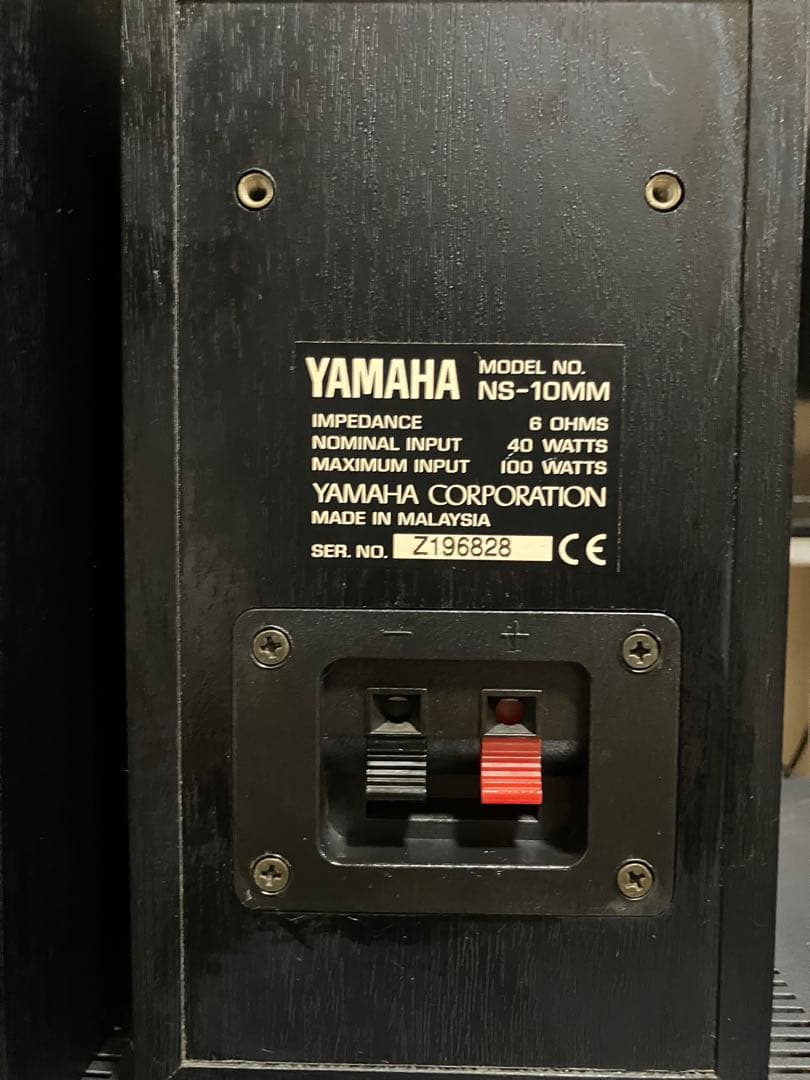 YAMAHA MODEL NO. NS-10MM
IMPEDANCE 6 OHMS
NOMINAL INPUT 40 WATTS
MAXIMUM INPUT 100 WATTS
YAMAHA CORPORATION
MADE IN MALAYSIA
SER. NO. Z196828 CE
− +